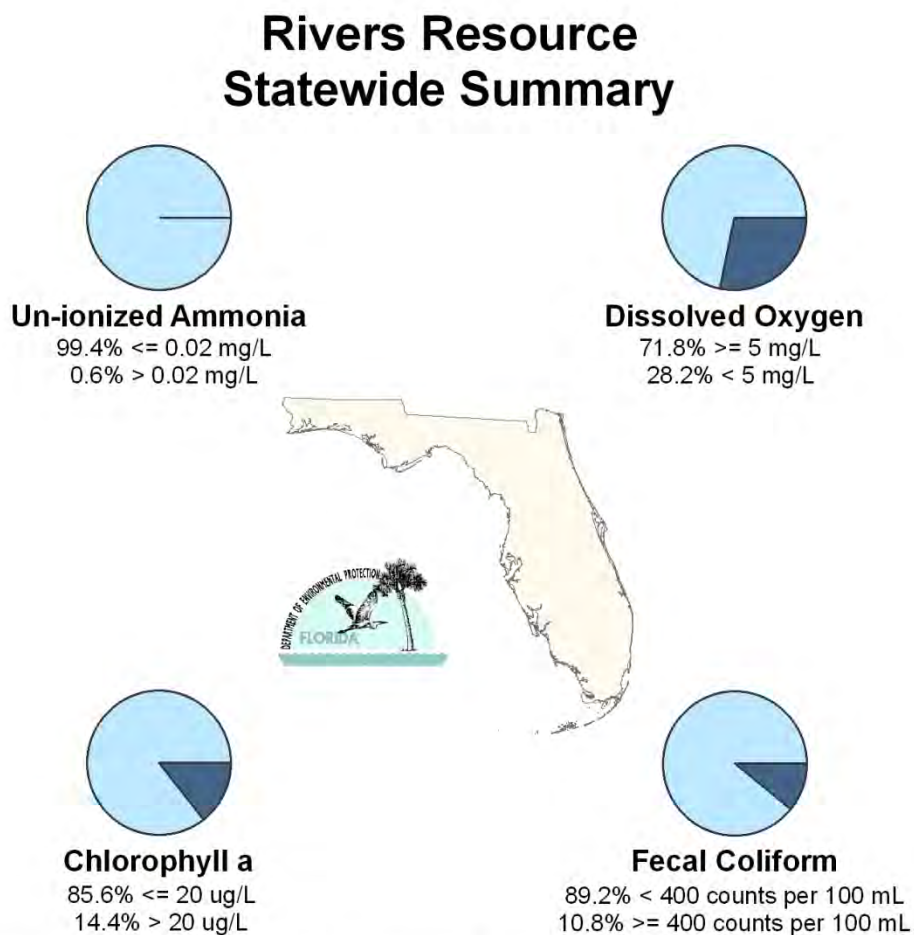 Rivers Resource
Statewide Summary
Un-ionized Ammonia
99.4% <= 0.02 mg/L
0.6% > 0.02 mg/L
Dissolved Oxygen
71.8% >= 5 mg/L
28.2% < 5 mg/L
DEPARTMENT OF ENVIRONMENTAL PROTECTION
FLORIDA
Chlorophyll a
85.6% <= 20 ug/L
14.4% > 20 ug/L
Fecal Coliform
89.2% < 400 counts per 100 mL
10.8% >= 400 counts per 100 mL